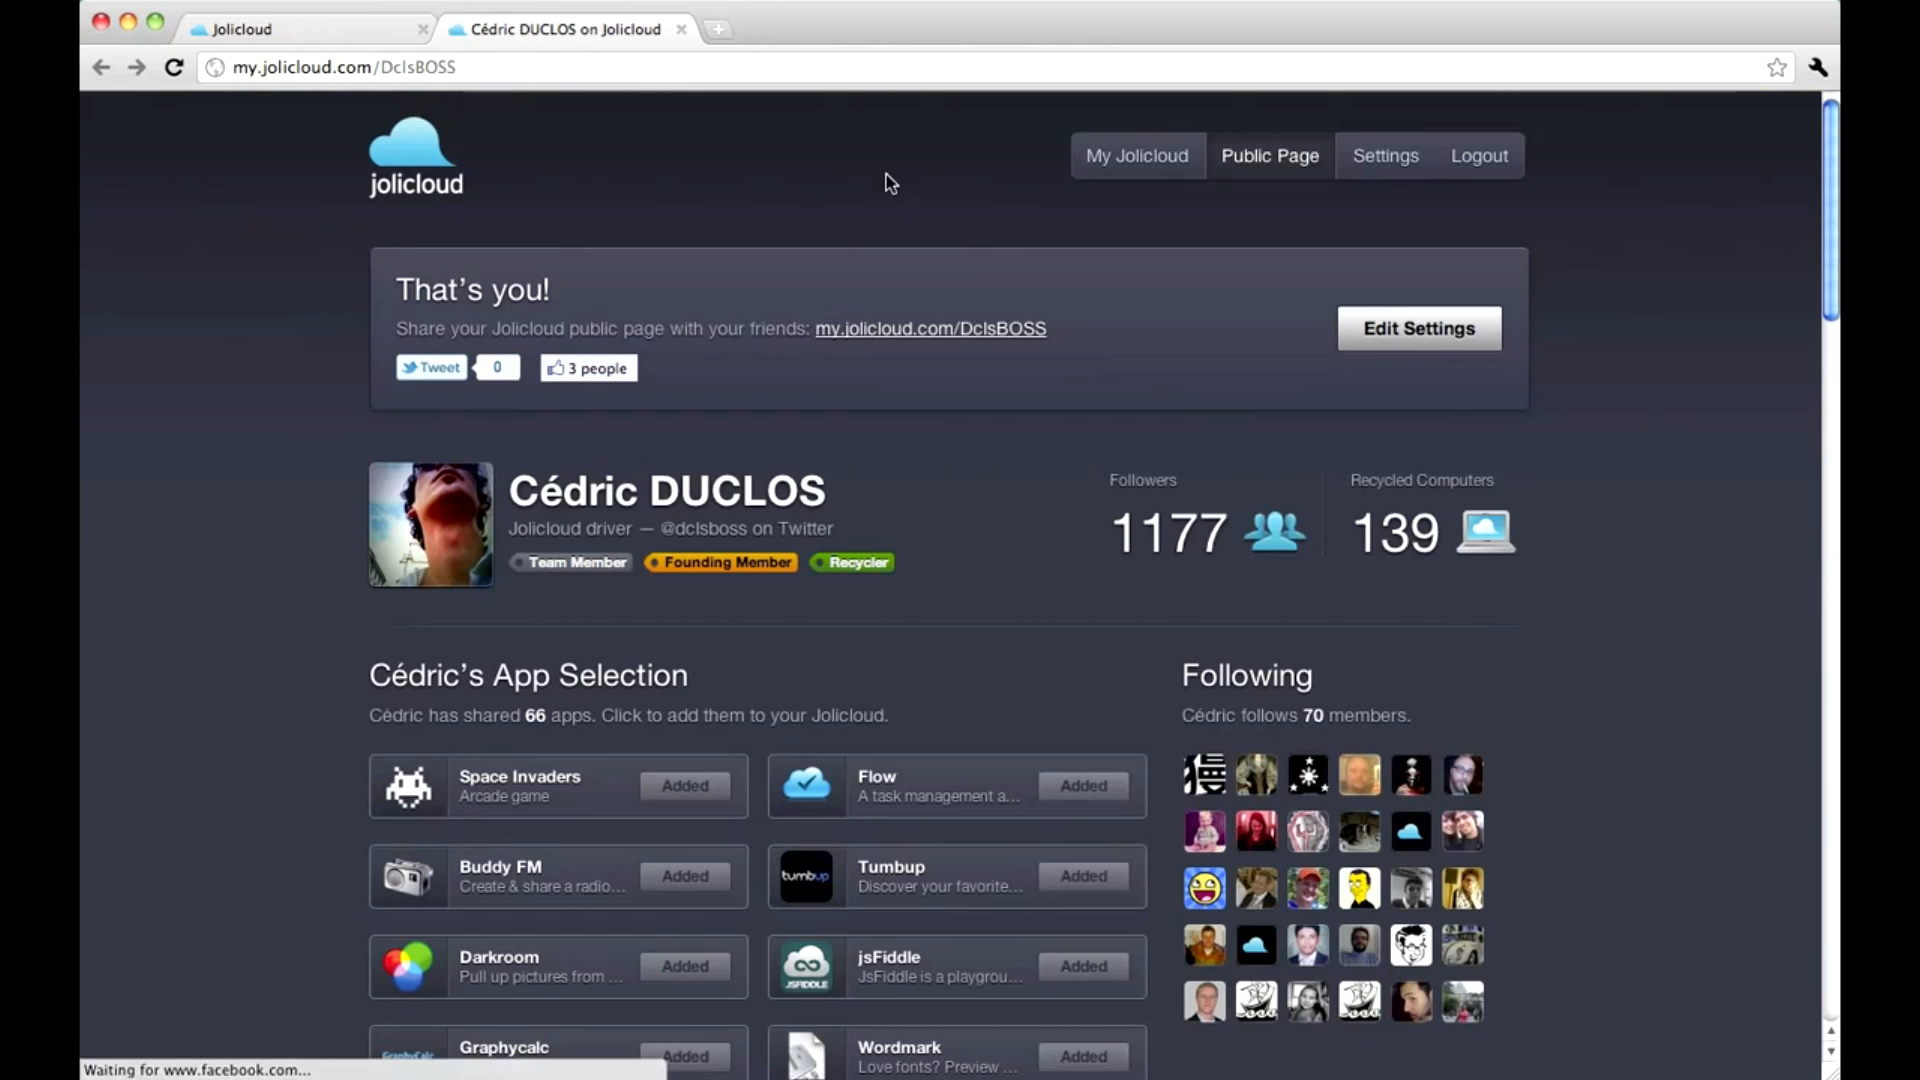 Jolicloud
Cédric DUCLOS on Jolicloud
my.jolicloud.com/DclsBOSS
jolicloud
My Jolicloud
Public Page
Settings
Logout
That's you!
Share your Jolicloud public page with your friends: my.jolicloud.com/DclsBOSS
Edit Settings
Tweet
0
3 people
Cédric DUCLOS
Jolicloud driver — @dclsboss on Twitter
Team Member
Founding Member
Recycler
Followers
1177
Recycled Computers
139
Cédric's App Selection
Cédric has shared 66 apps. Click to add them to your Jolicloud.
Following
Cédric follows 70 members.
Space Invaders
Arcade game
Added
Flow
A task management a...
Added
Buddy FM
Create & share a radio...
Added
tumbup
Tumbup
Discover your favorite...
Added
Darkroom
Pull up pictures from ...
Added
JSFIDDLE
jsFiddle
JsFiddle is a playgrou...
Added
GraphyCalc
Graphycalc
Added
Wordmark
Love fonts? Preview ...
Added
Waiting for www.facebook.com...